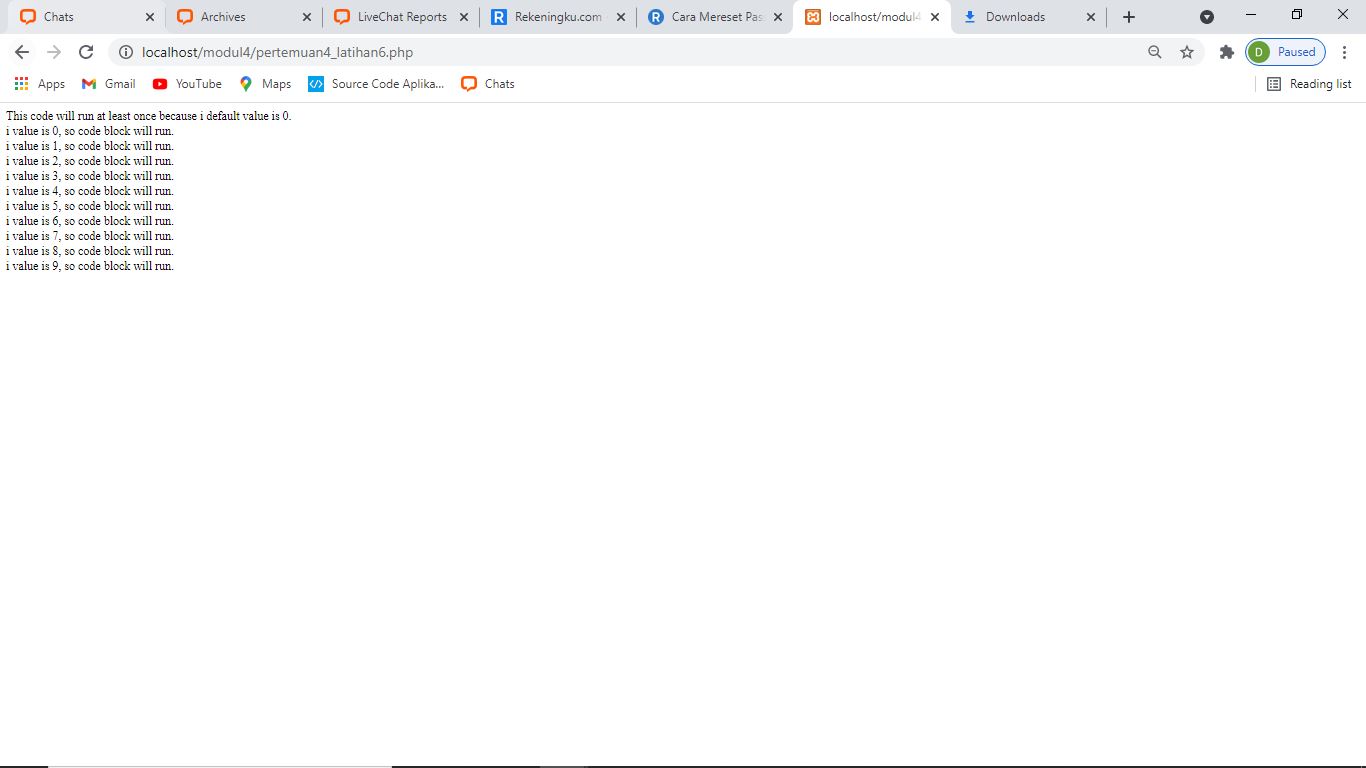 Chats
Archives
LiveChat Reports
Rekeningku.com
Cara Mereset Pas
localhost/modul4
Downloads
localhost/modul4/pertemuan4_latihan6.php
D
Paused
Apps
Gmail
YouTube
Maps
Source Code Aplika...
Chats
Reading list
This code will run at least once because i default value is 0.
i value is 0, so code block will run.
i value is 1, so code block will run.
i value is 2, so code block will run.
i value is 3, so code block will run.
i value is 4, so code block will run.
i value is 5, so code block will run.
i value is 6, so code block will run.
i value is 7, so code block will run.
i value is 8, so code block will run.
i value is 9, so code block will run.